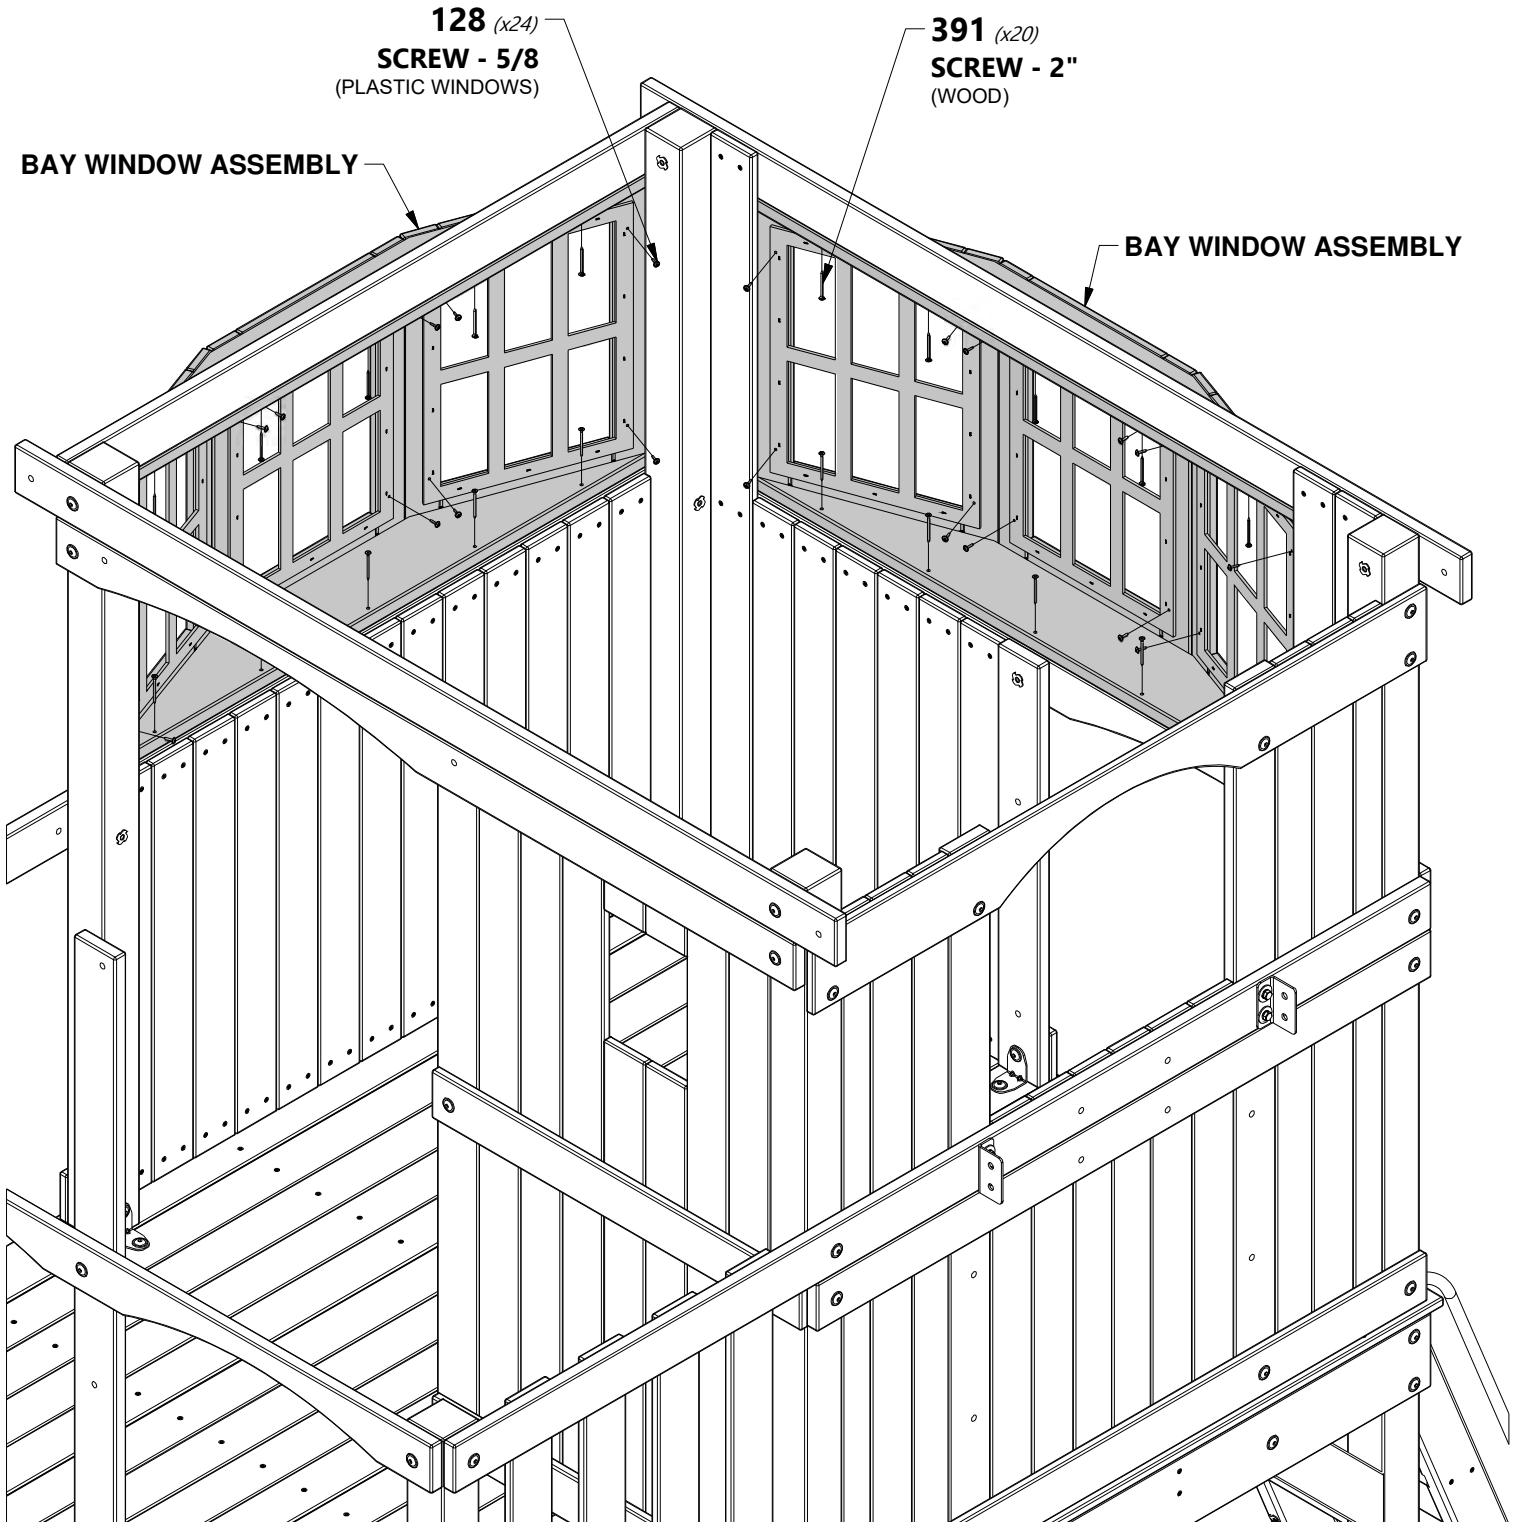 128 (x24)
SCREW - 5/8
(PLASTIC WINDOWS)
391 (x20)
SCREW - 2"
(WOOD)
BAY WINDOW ASSEMBLY
BAY WINDOW ASSEMBLY